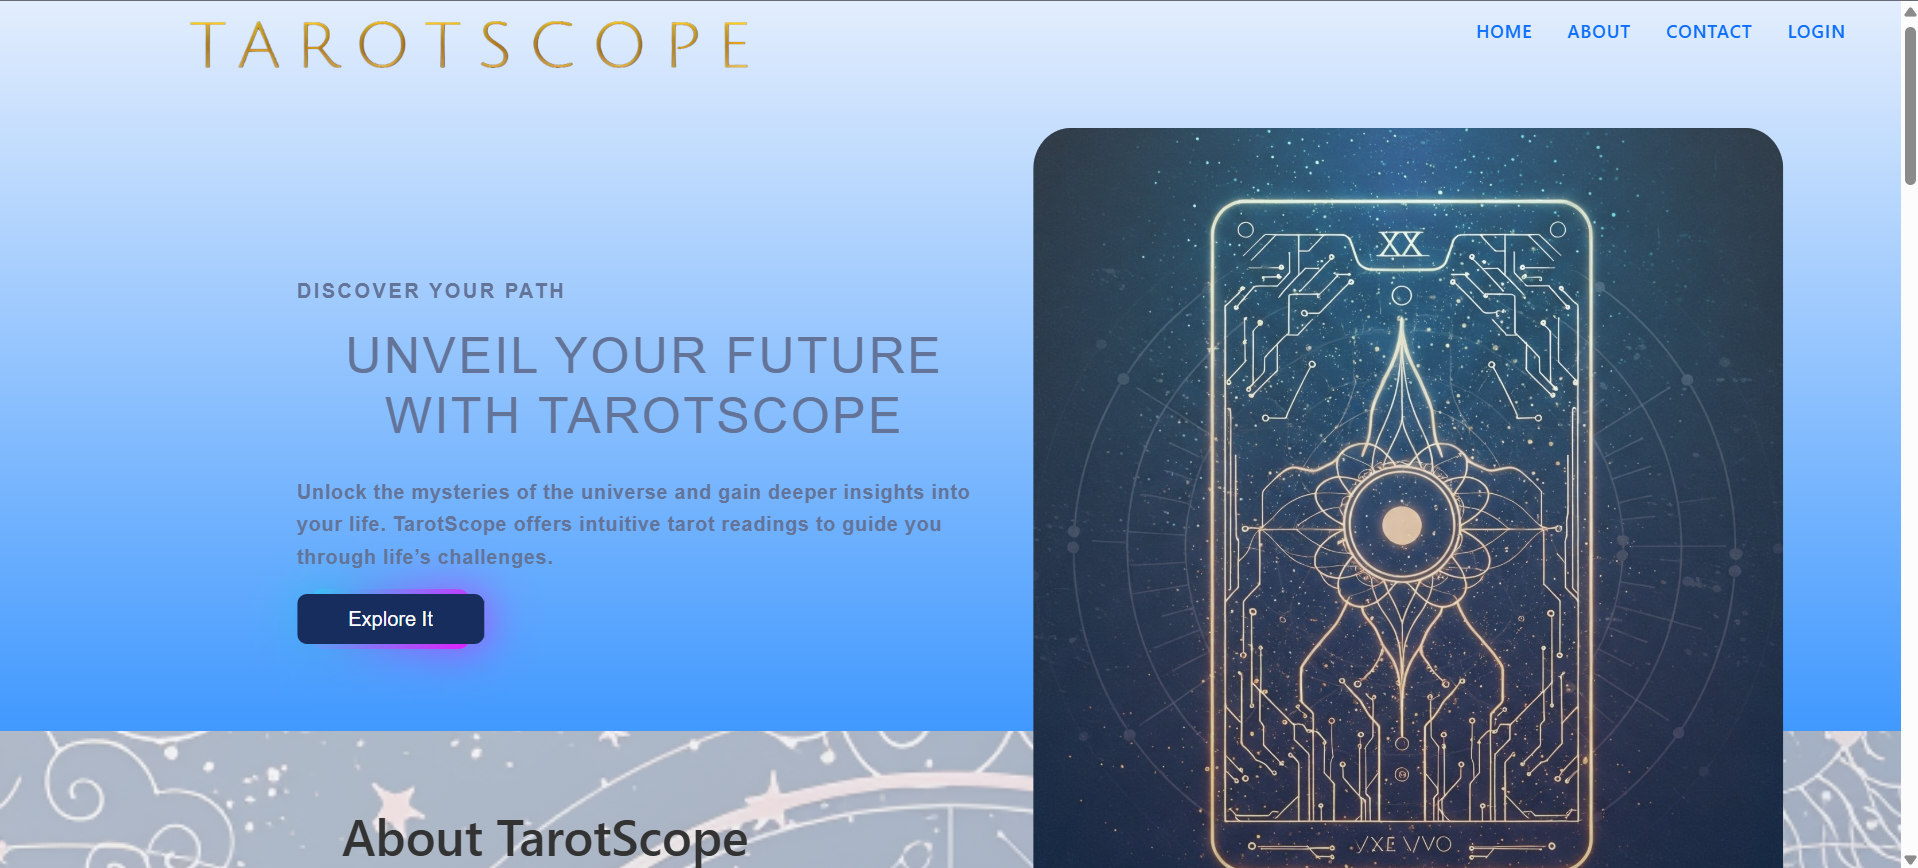 TAROTSCOPE
HOME ABOUT CONTACT LOGIN
DISCOVER YOUR PATH
UNVEIL YOUR FUTURE
WITH TAROTSCOPE
Unlock the mysteries of the universe and gain deeper insights into
your life. TarotScope offers intuitive tarot readings to guide you
through life’s challenges.
Explore It
XX
About TarotScope